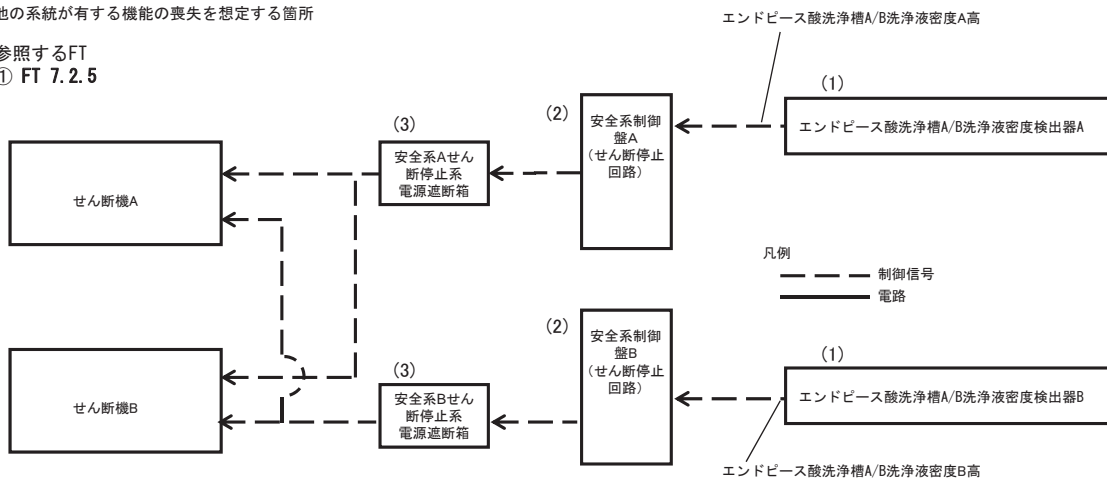 他の系統が有する機能の喪失を想定する箇所
参照するFT
① FT 7.2.5
エンドピース酸洗浄槽A/B洗浄液密度A高
(1)
エンドピース酸洗浄槽A/B洗浄液密度検出器A
(2)
安全系制御
盤A
(せん断停止
回路)
(3)
安全系Aせん
断停止系
電源遮断箱
せん断機A
凡例
制御信号
電路
(1)
エンドピース酸洗浄槽A/B洗浄液密度検出器B
(2)
安全系制御
盤B
(せん断停止
回路)
(3)
安全系Bせん
断停止系
電源遮断箱
せん断機B
エンドピース酸洗浄槽A/B洗浄液密度B高